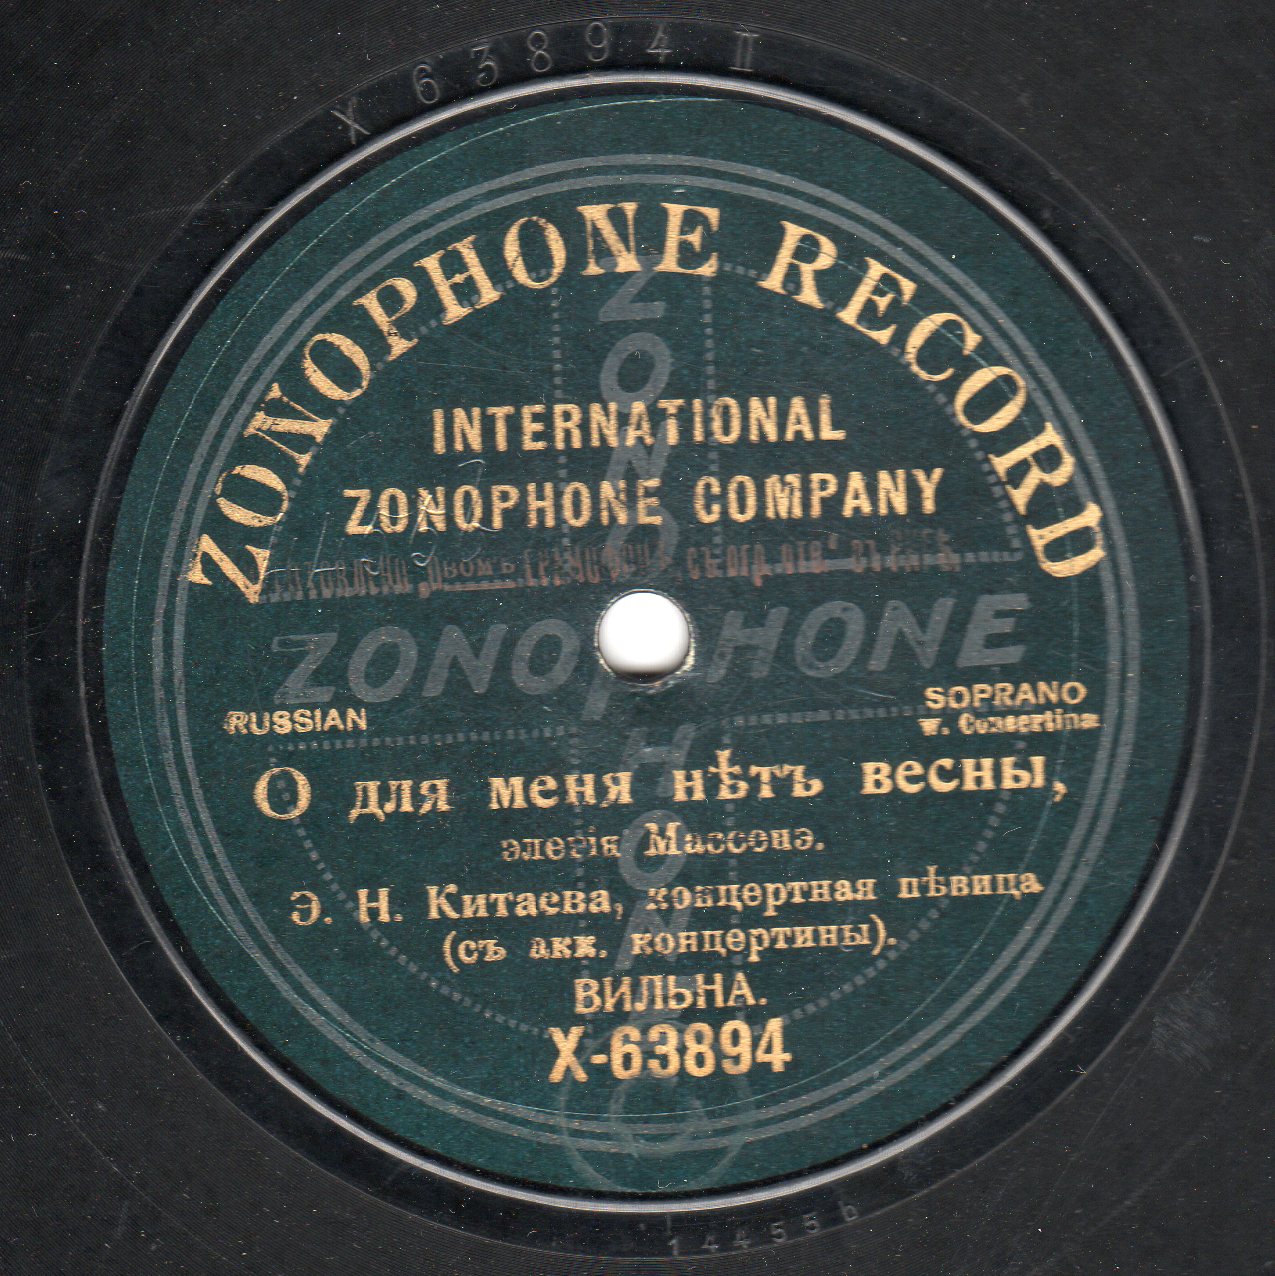 X 63894 II
ZONOPHONE RECORD
INTERNATIONAL
ZONOPHONE COMPANY
ZONOPHONE
ZONOPHONE
RUSSIAN
SOPRANO
w. Concertina
О для меня нѣтъ весны,
элегія Массенэ.
Э. Н. Китаева, концертная пѣвица
(съ акк. концертины).
ВИЛЬНА.
X-63894
14455 b